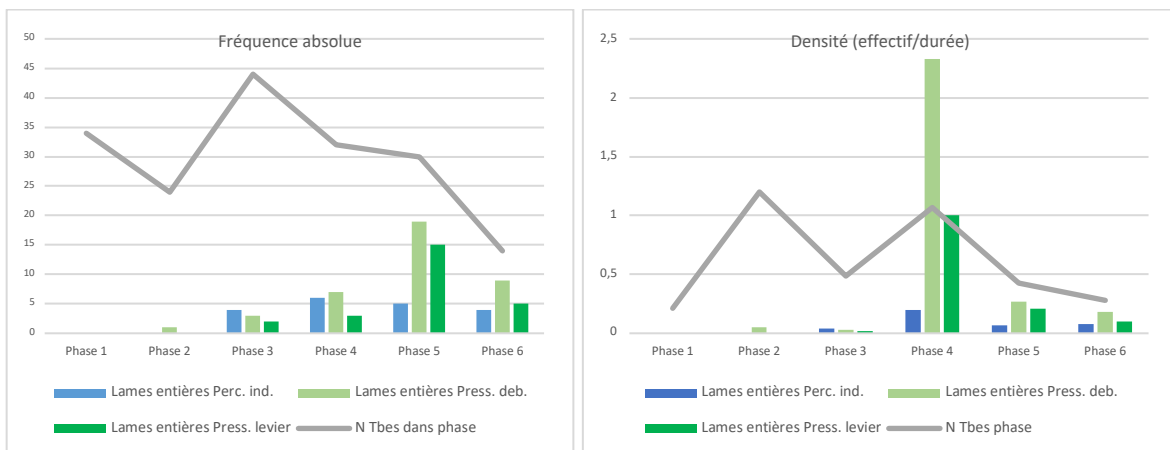 Fréquence absolue
50
45
40
35
30
25
20
15
10
5
0
Phase 1 Phase 2 Phase 3 Phase 4 Phase 5 Phase 6
Lames entières Perc. ind. Lames entières Press. deb.
Lames entières Press. levier N Tbes dans phase
Densité (effectif/durée)
2,5
2
1,5
1
0,5
0
Phase 1 Phase 2 Phase 3 Phase 4 Phase 5 Phase 6
Lames entières Perc. ind. Lames entières Press. deb.
Lames entières Press. levier N Tbes phase